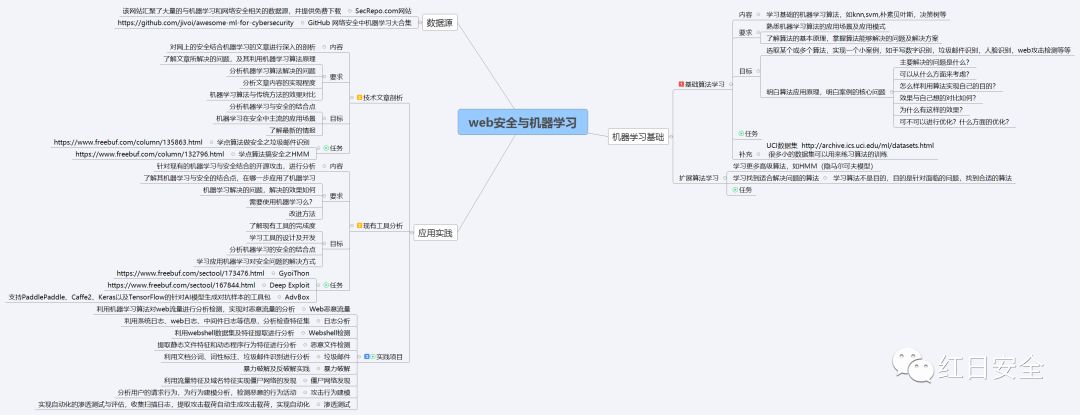 web安全与机器学习
数据源
该网站汇聚了大量的与机器学习和网络安全相关的数据源，并提供免费下载 SecRepo.com网站
https://github.com/jivoi/awesome-ml-for-cybersecurity GitHub 网络安全中机器学习大合集
应用实践
技术文章剖析
对网上的安全结合机器学习的文章进行深入的剖析 内容
了解文章所解决的问题，及其利用机器学习算法原理
分析机器学习算法解决的问题
要求
分析文章内容的实现程度
机器学习算法与传统方法的效果对比
分析机器学习与安全的结合点
机器学习在安全中主流的应用场景 目标
了解最新的情报
https://www.freebuf.com/column/135863.html 学点算法做安全之垃圾邮件识别
任务
https://www.freebuf.com/column/132796.html 学点算法搞安全之HMM
现有工具分析
针对现有的机器学习与安全结合的开源攻击，进行分析 内容
了解其机器学习与安全的结合点，在哪一步应用了机器学习
机器学习解决的问题，解决的效果如何
要求
需要使用机器学习么?
改进方法
了解现有工具的完成度
学习工具的设计及开发
目标
分析机器学习的安全的结合点
学习应用机器学习对安全问题的解决方式
https://www.freebuf.com/sectool/173476.html GyoiThon
https://www.freebuf.com/sectool/167844.html Deep Exploit 任务
支持PaddlePaddle、Caffe2、Keras以及TensorFlow的针对AI模型生成对抗样本的工具包 AdvBox
实践项目
利用机器学习算法对web流量进行分析检测，实现对恶意流量的分析 Web恶意流量
利用系统日志、web日志、中间件日志等信息，分析检查特征集 日志分析
利用webshell数据集及特征提取进行分析 Webshell检测
提取静态文件特征和动态程序行为特征进行分析 恶意文件检测
利用文档分词、词性标注、垃圾邮件识别进行分析 垃圾邮件
暴力破解及反破解实践 暴力破解
利用流量特征及域名特征实现僵尸网络的发现 僵尸网络发现
分析用户的请求行为，为行为建模分析，检测恶意的行为活动 攻击行为建模
实现自动化的渗透测试与评估，收集扫描日志，提取攻击载荷自动生成攻击载荷，实现自动化 渗透测试
机器学习基础
基础算法学习
内容 学习基础的机器学习算法，如knn,svm,朴素贝叶斯，决策树等
熟悉机器学习算法的应用场景及应用模式
要求
了解算法的基本原理，掌握算法能够解决的问题及解决方案
选取某个或多个算法，实现一个小案例，如手写数字识别，垃圾邮件识别，人脸识别，web攻击检测等等
目标
明白算法应用原理，明白案例的核心问题
主要解决的问题是什么?
可以从什么方面来考虑?
怎么样利用算法实现自己的目的?
效果与自己想的对比如何?
为什么有这样的效果?
可不可以进行优化？什么方面的优化?
任务
补充
UCI数据集 http://archive.ics.uci.edu/ml/datasets.html
很多小的数据集可以用来练习算法的训练
扩展算法学习
学习更多高级算法，如HMM（隐马尔可夫模型）
学习找到适合解决问题的算法 学习算法不是目的，目的是针对面临的问题，找到合适的算法
任务
红日安全